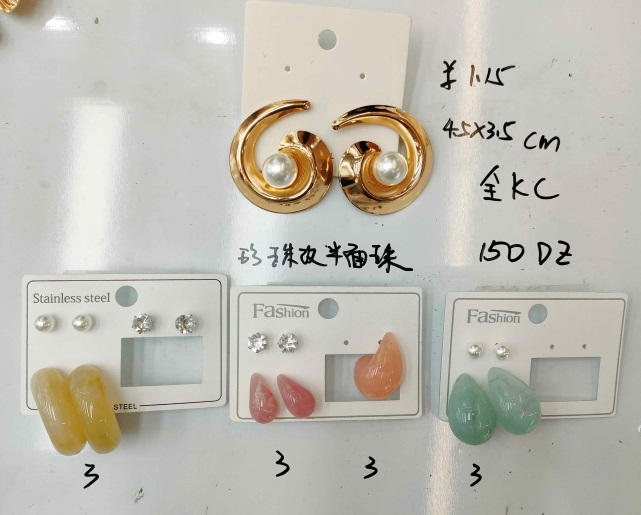 ¥ 1.15
4.5X3.5 cm
全KC
珍珠改半面珠
150 DZ
Stainless steel
STEEL
Fashion
Fashion
3
3
3
3